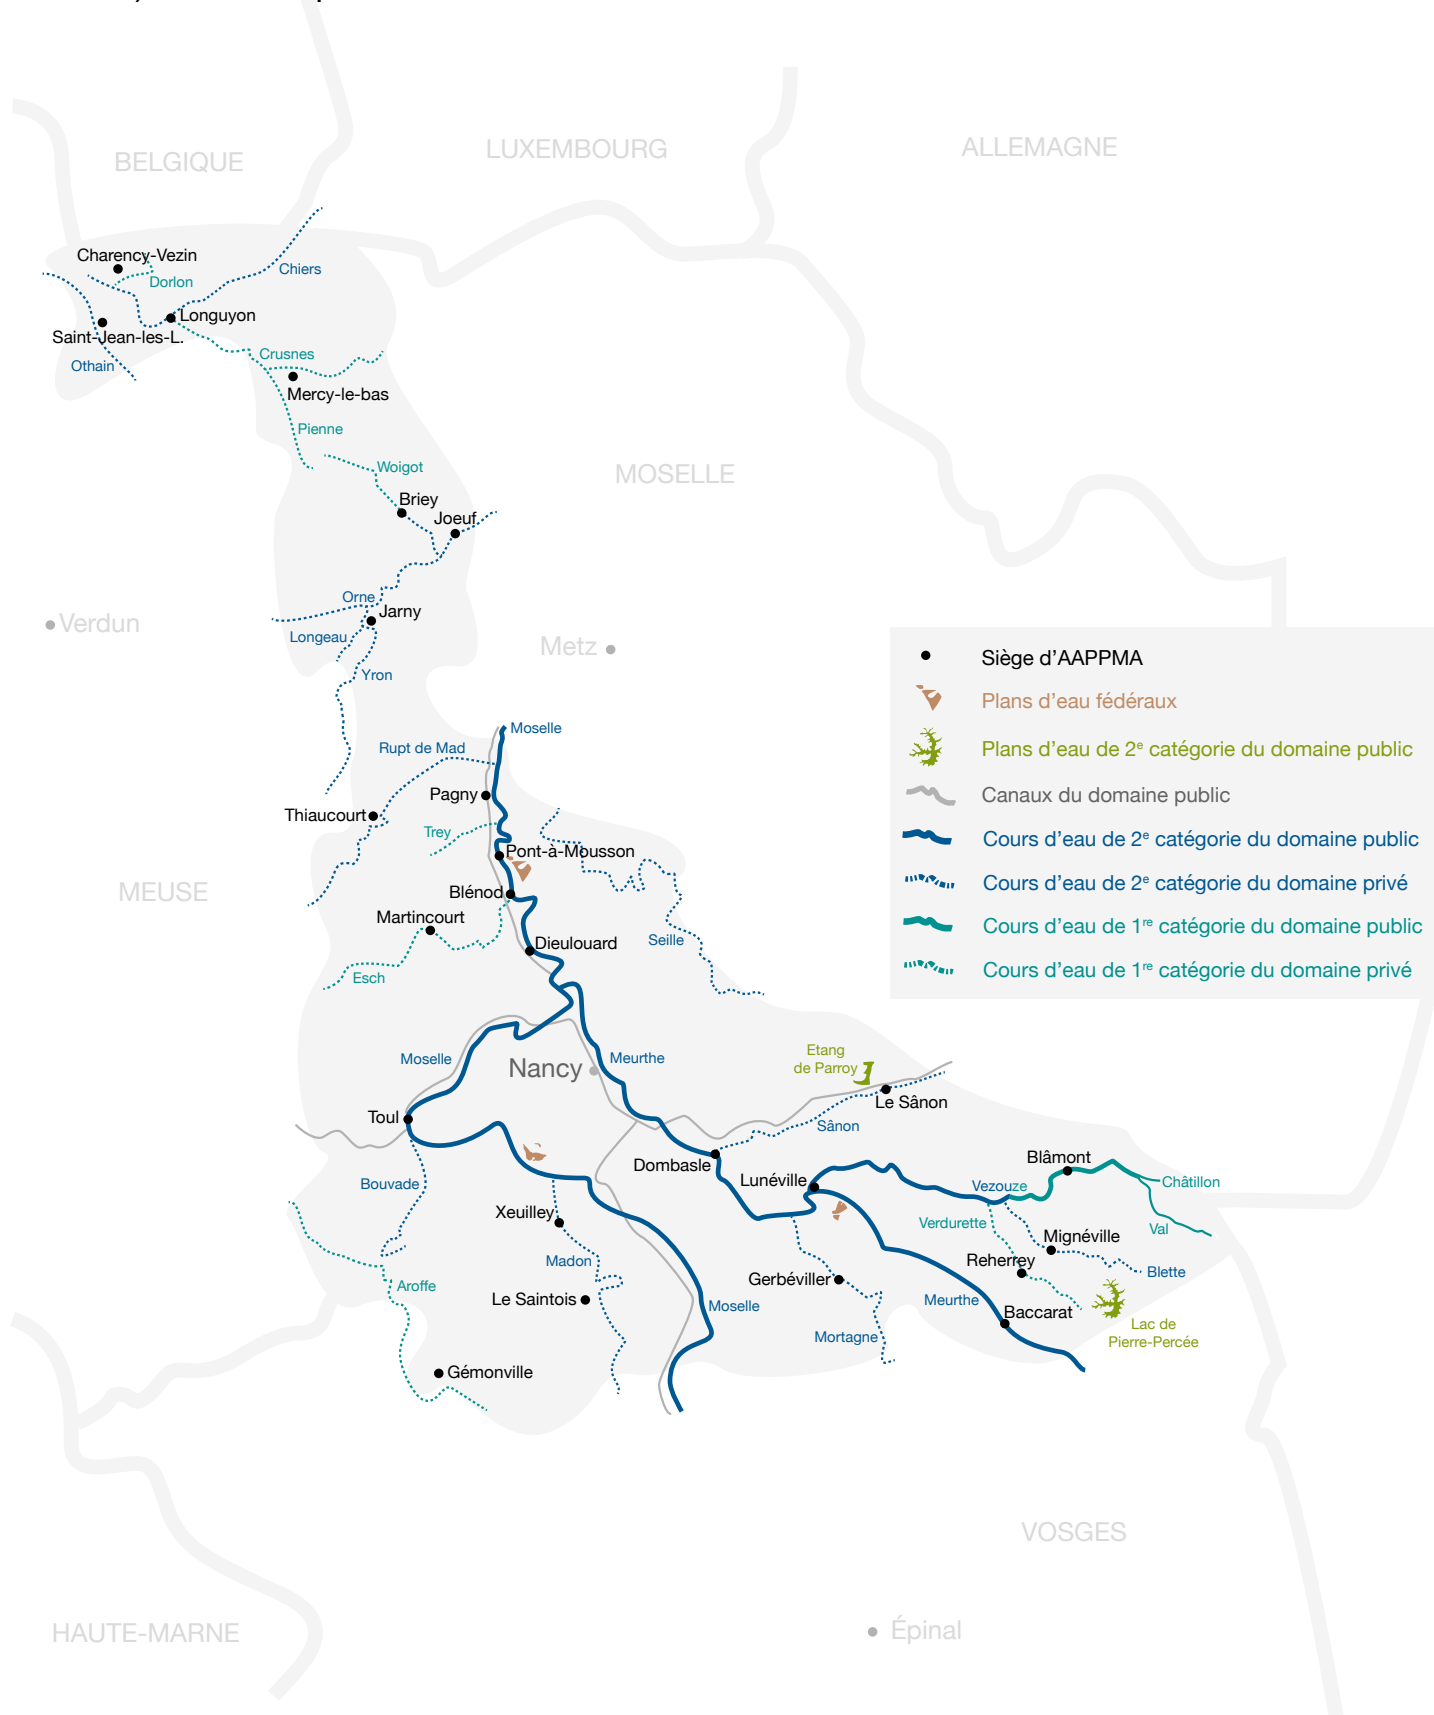 BELGIQUE
LUXEMBOURG
ALLEMAGNE
Charency-Vezin
Dorlon
Chiers
Longuyon
Saint-Jean-les-L.
Othain
Crusnes
Mercy-le-bas
Pienne
Woigot
MOSELLE
Briey
Joeuf
Orne
Jarny
Verdun
Longeau
Metz
Yron
Siège d'AAPPMA
Plans d'eau fédéraux
Plans d'eau de 2e catégorie du domaine public
Canaux du domaine public
Cours d'eau de 2e catégorie du domaine public
Cours d'eau de 2e catégorie du domaine privé
Cours d'eau de 1re catégorie du domaine public
Cours d'eau de 1re catégorie du domaine privé
Moselle
Rupt de Mad
Pagny
Thiaucourt
Trey
Pont-à-Mousson
MEUSE
Blénod
Martincourt
Dieulouard
Seille
Esch
Moselle
Nancy
Meurthe
Etang
de Parroy
Le Sânon
Toul
Sânon
Dombasle
Blâmont
Lunéville
Bouvade
Vezouze
Châtillon
Xeuilley
Verdurette
Val
Mignéville
Madon
Reherrey
Blette
Aroffe
Gerbéviller
Le Saintois
Moselle
Meurthe
Baccarat
Mortagne
Lac de
Pierre-Percée
Gémonville
VOSGES
HAUTE-MARNE
Épinal